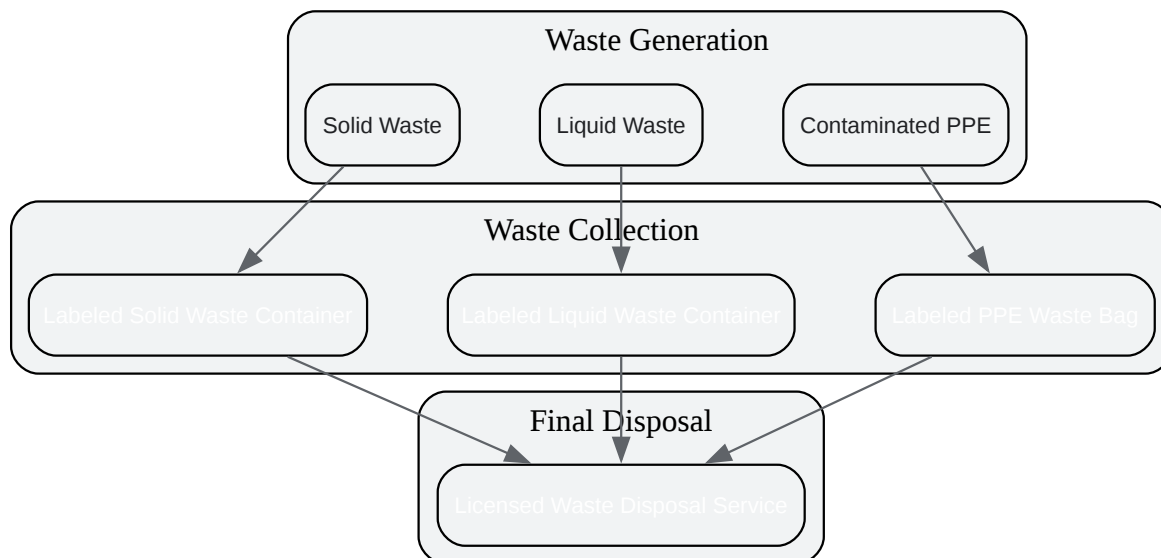 Waste Generation
Solid Waste
Liquid Waste
Contaminated PPE
Waste Collection
Labeled Solid Waste Container
Labeled Liquid Waste Container
Labeled PPE Waste Bag
Final Disposal
Licensed Waste Disposal Service